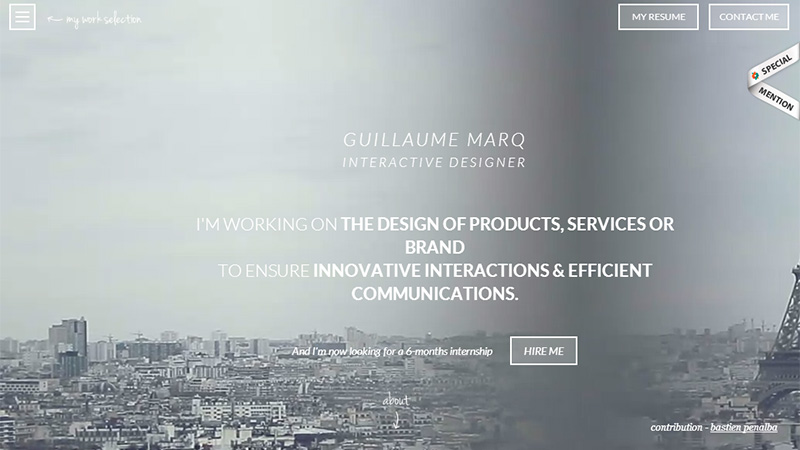 my work selection
MY RESUME
CONTACT ME
SPECIAL
MENTION
GUILLAUME MARQ
INTERACTIVE DESIGNER
I'M WORKING ON THE DESIGN OF PRODUCTS, SERVICES OR
BRAND
TO ENSURE INNOVATIVE INTERACTIONS & EFFICIENT
COMMUNICATIONS.
And I'm now looking for a 6-months internship
HIRE ME
about
contribution - bastien penalba